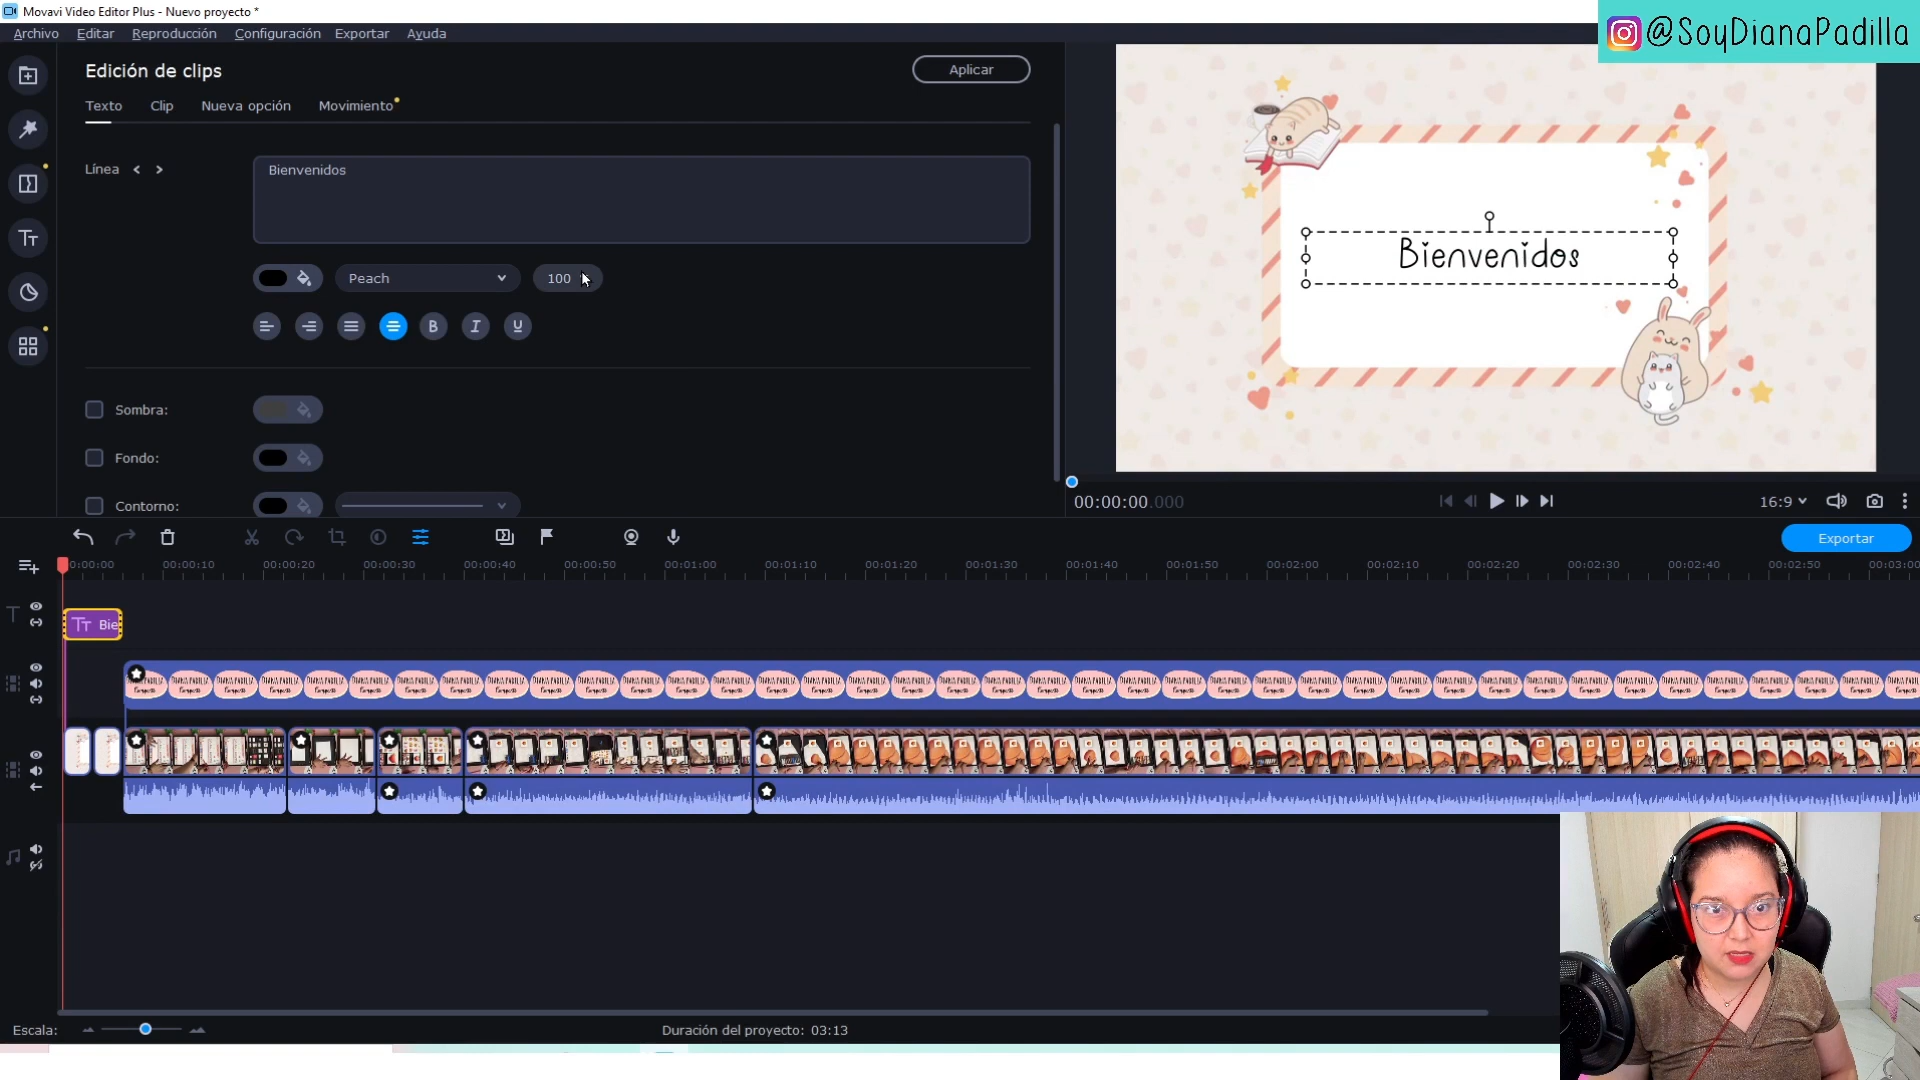 Movavi Video Editor Plus - Nuevo proyecto *
Archivo Editar Reproducción Configuración Exportar Ayuda
@SoyDianaPadilla
Edición de clips
Aplicar
Texto Clip Nueva opción Movimiento
Línea
Bienvenidos
Bienvenidos
Peach
100
B I U
Sombra:
Fondo:
Contorno:
00:00:00.000
16:9
Exportar
0:00:00 00:00:10 00:00:20 00:00:30 00:00:40 00:00:50 00:01:00 00:01:10 00:01:20 00:01:30 00:01:40 00:01:50 00:02:00 00:02:10 00:02:20 00:02:30 00:02:40 00:02:50 00:03:00
Tт Bie
Escala:
Duración del proyecto: 03:13